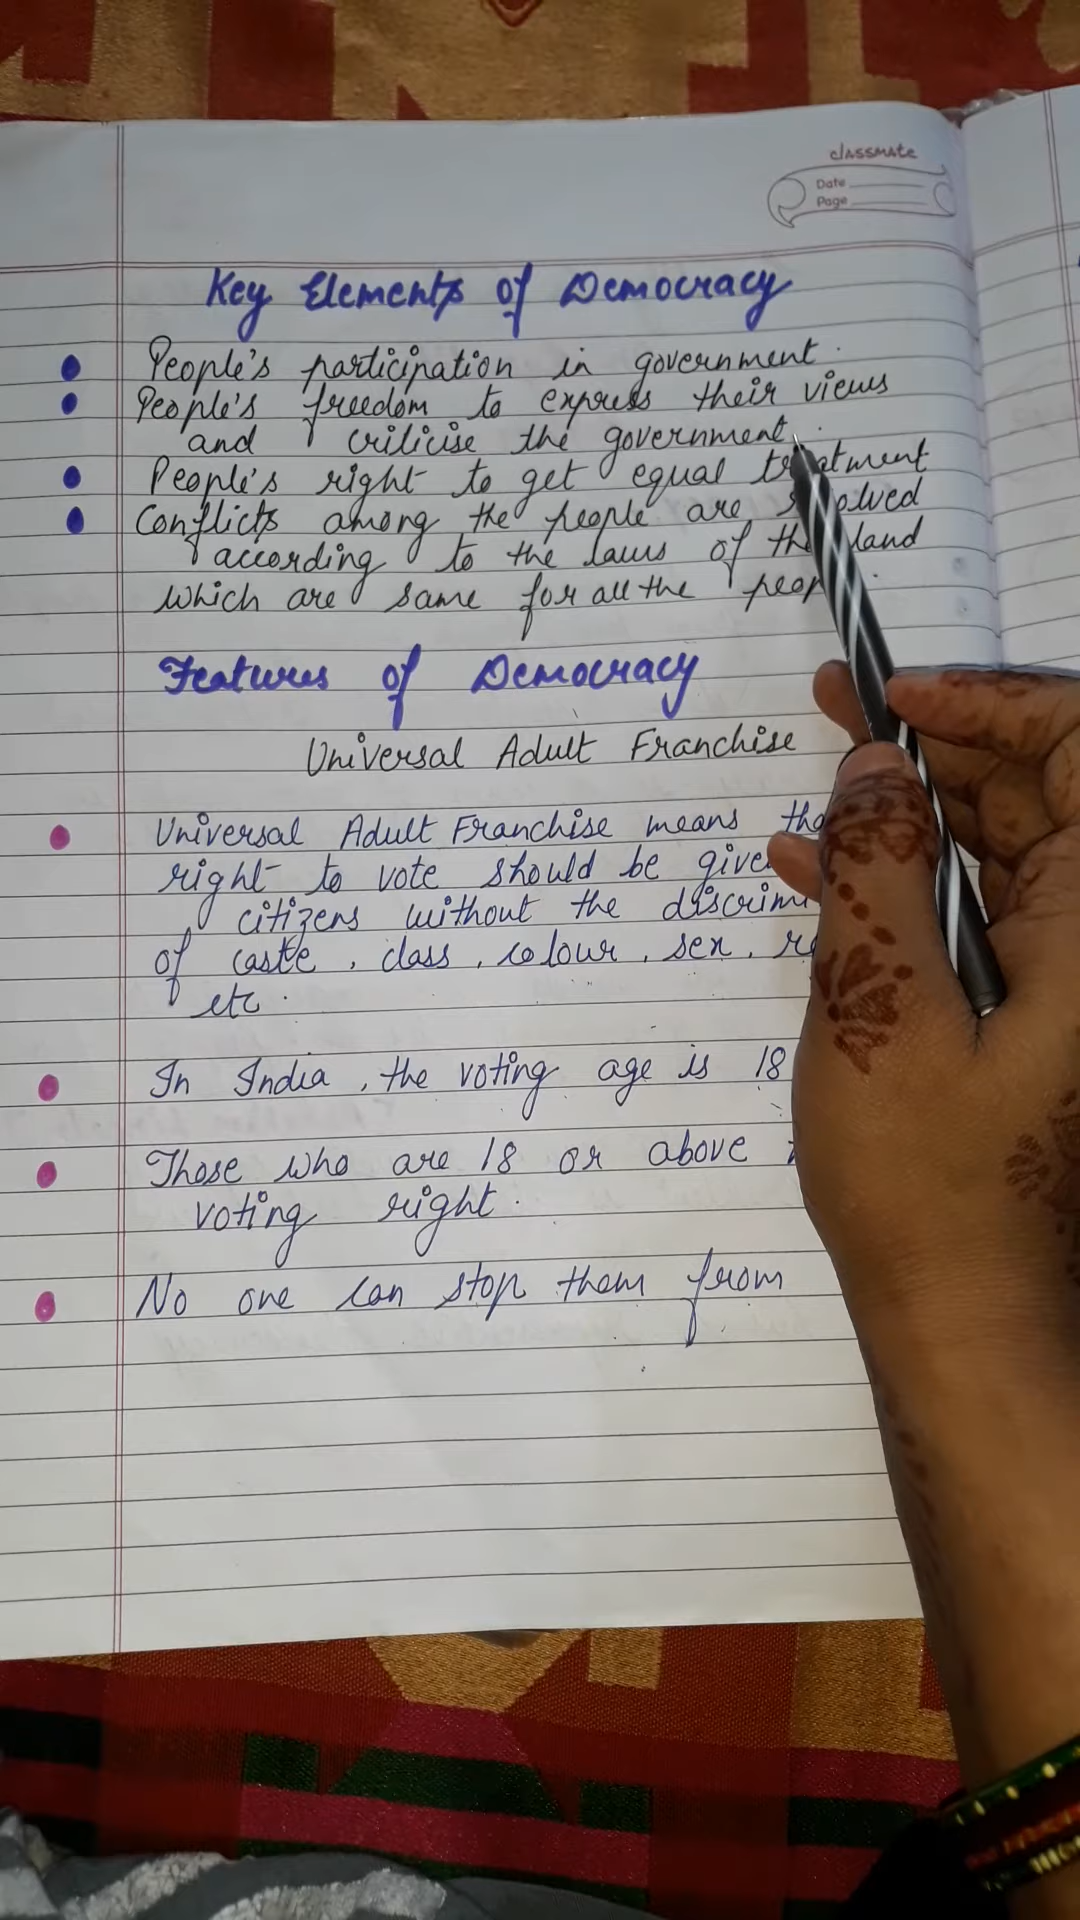 classmate
Date
Page
Key Elements of Democracy
People's participation in government.
People's freedom to express their views
and criticise the government.
People's right to get equal treatment
Conflicts among the people are
according to the laws of the land
which are same for all the
Features of Democracy
Universal Adult Franchise
Universal Adult Franchise means
right to vote should be
citizens without the
of caste, class, colour, sex,
etc.
In India, the voting age is 18
Those who are 18 or above
voting right.
No one can stop them from